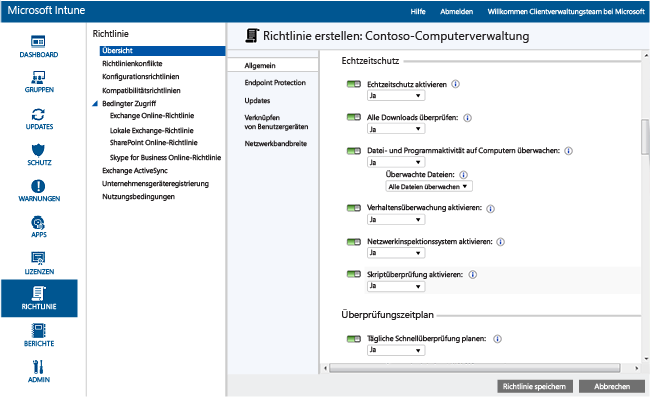 Microsoft Intune
Hilfe
Abmelden
Willkommen Clientverwaltungsteam bei Microsoft
DASHBOARD
GRUPPEN
UPDATES
SCHUTZ
WARNUNGEN
APPS
LIZENZEN
RICHTLINIE
BERICHTE
ADMIN
Richtlinie
Übersicht
Richtlinienkonflikte
Konfigurationsrichtlinien
Kompatibilitätsrichtlinien
Bedingter Zugriff
Exchange Online-Richtlinie
Lokale Exchange-Richtlinie
SharePoint Online-Richtlinie
Skype for Business Online-Richtlinie
Exchange ActiveSync
Unternehmensgeräteregistrierung
Nutzungsbedingungen
Richtlinie erstellen: Contoso-Computerverwaltung
Allgemein
Endpoint Protection
Updates
Verknüpfen
von Benutzergeräten
Netzwerkbandbreite
Echtzeitschutz
Echtzeitschutz aktivieren
Ja
Alle Downloads überprüfen:
Ja
Datei- und Programmaktivität auf Computern überwachen:
Ja
Überwachte Dateien:
Alle Dateien überwachen
Verhaltensüberwachung aktivieren:
Ja
Netzwerkinspektionssystem aktivieren:
Ja
Skriptüberprüfung aktivieren:
Ja
Überprüfungszeitplan
Tägliche Schnellüberprüfung planen:
Ja
Richtlinie speichern
Abbrechen